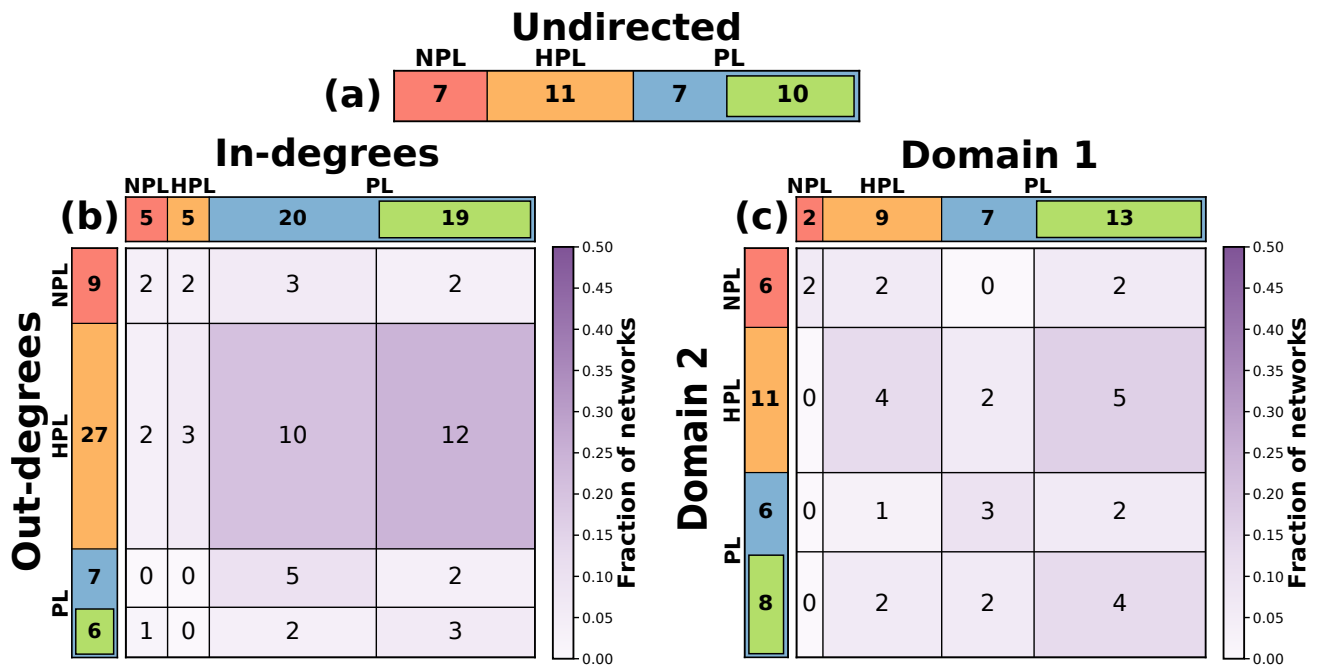 Undirected
NPL HPL PL
(a) 7 11 7 10
In-degrees
NPL HPL PL
(b) 5 5 20 19
Out-degrees
NPL 9 2 2 3 2
HPL 27 2 3 10 12
PL
7 0 0 5 2
6 1 0 2 3
0.50
0.45
0.40
0.35
0.30
0.25
0.20
0.15
0.10
0.05
0.00
Fraction of networks
Domain 1
NPL HPL PL
(c) 2 9 7 13
Domain 2
NPL 6 2 2 0 2
HPL 11 0 4 2 5
PL
6 0 1 3 2
8 0 2 2 4
0.50
0.45
0.40
0.35
0.30
0.25
0.20
0.15
0.10
0.05
0.00
Fraction of networks